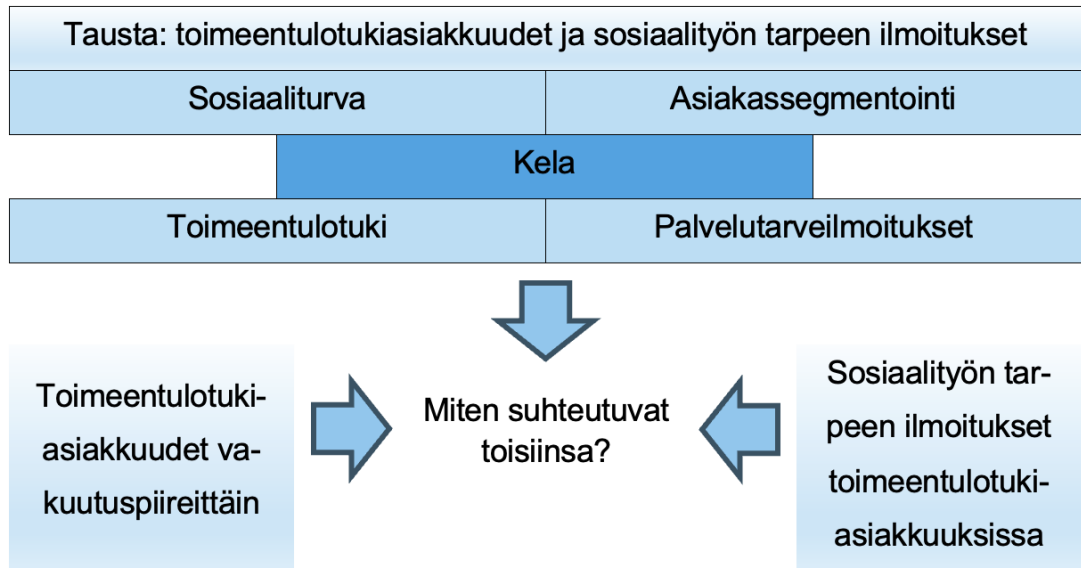 Tausta: toimeentulotukiasiakkuudet ja sosiaalityön tarpeen ilmoitukset
Sosiaaliturva
Asiakassegmentointi
Kela
Toimeentulotuki
Palvelutarveilmoitukset
Toimeentulotuki-
asiakkuudet va-
kuutuspiireittäin
Miten suhteutuvat
toisiinsa?
Sosiaalityön tar-
peen ilmoitukset
toimeentulotuki-
asiakkuuksissa